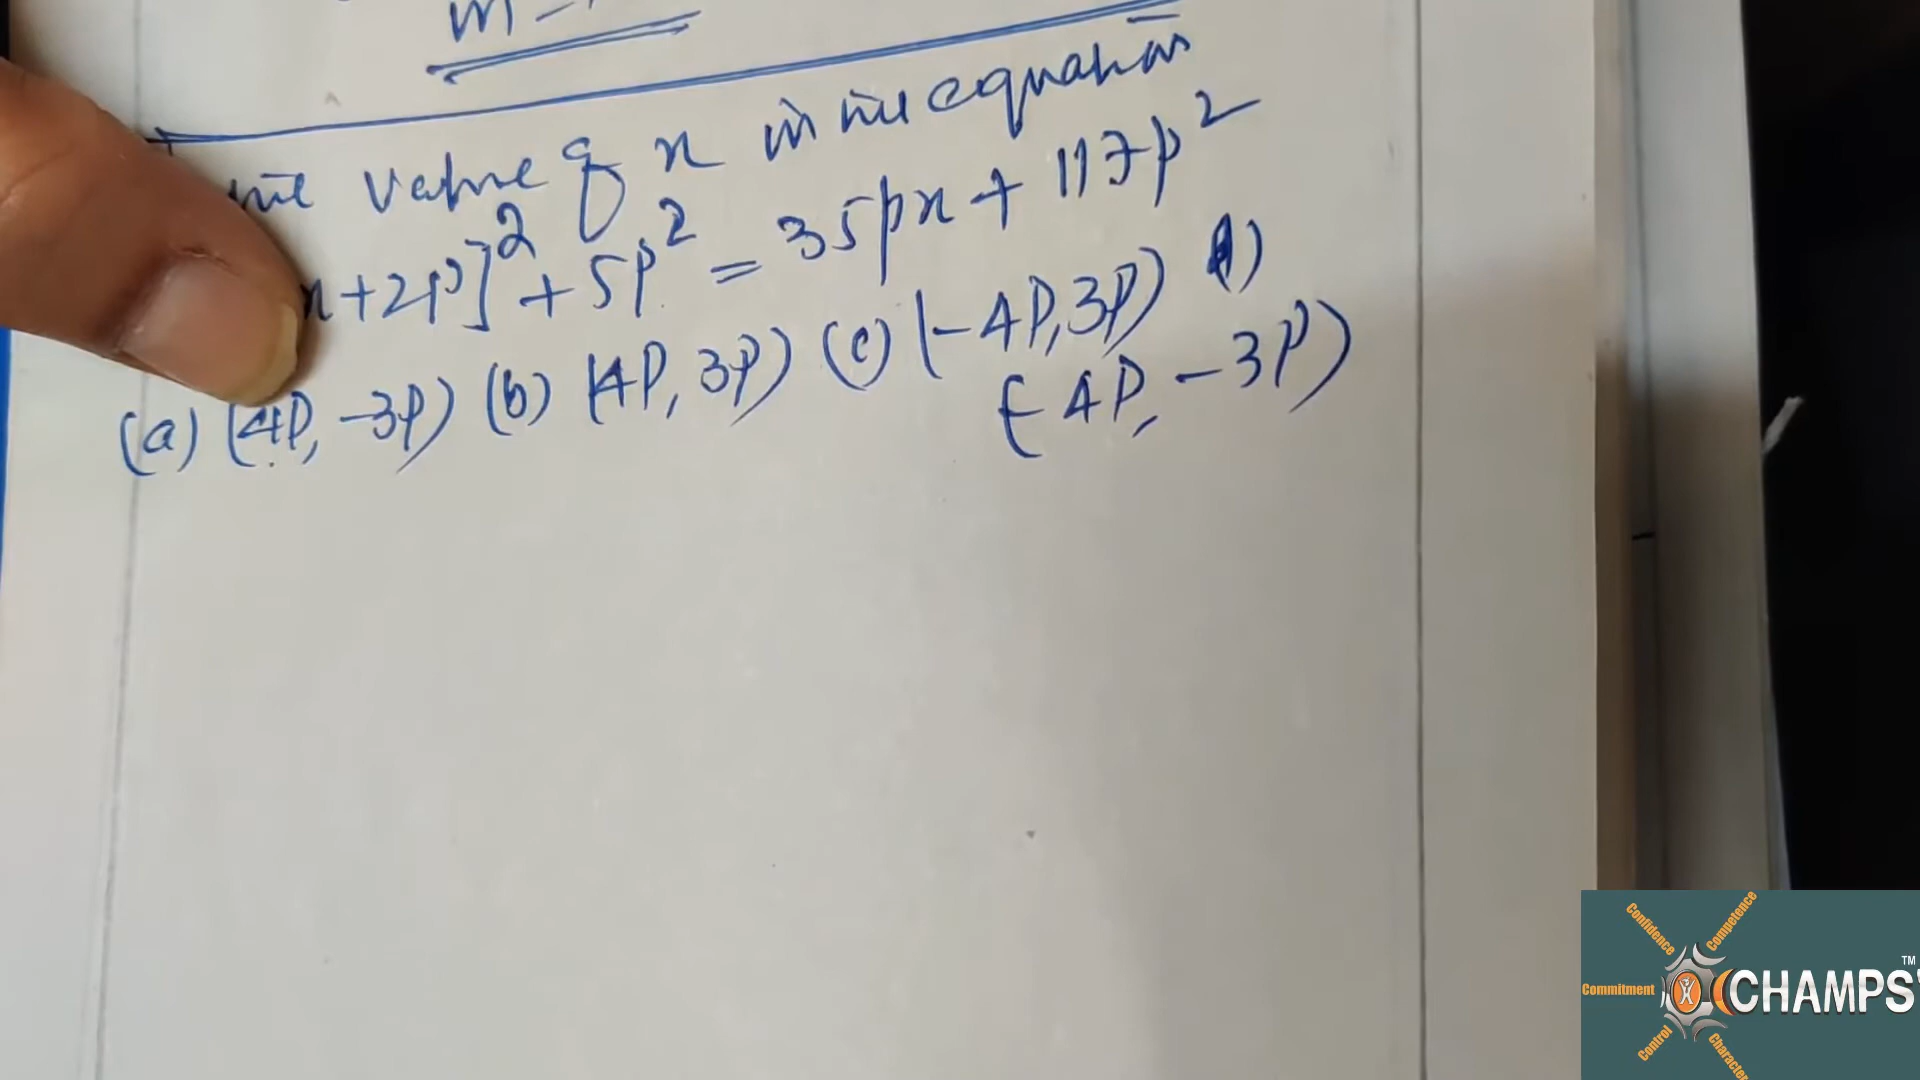 value of x in the equation
x+2p]² + 5p² = 35px + 117p²
(a) (4P, -3P) (b) (4P, 3P) (c) (-4P, 3P) d)
(-4P, -3P)
Confidence
Competence
Commitment
CHAMPS
TM
Control
Character